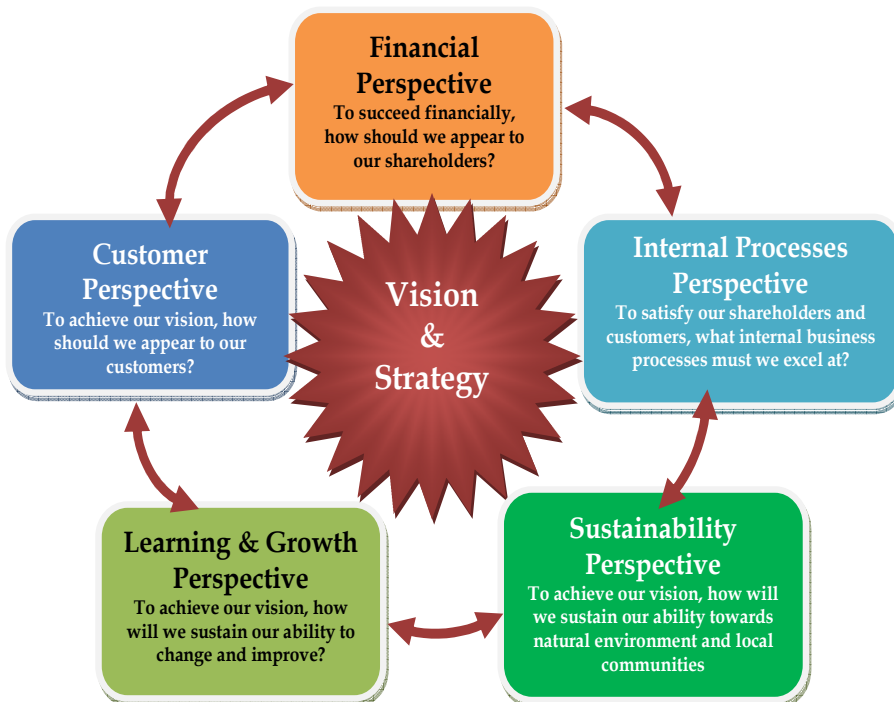 Financial
Perspective
To succeed financially,
how should we appear to
our shareholders?
Customer
Perspective
To achieve our vision, how
should we appear to our
customers?
Vision
&
Strategy
Internal Processes
Perspective
To satisfy our shareholders and
customers, what internal business
processes must we excel at?
Learning & Growth
Perspective
To achieve our vision, how
will we sustain our ability to
change and improve?
Sustainability
Perspective
To achieve our vision, how will
we sustain our ability towards
natural environment and local
communities